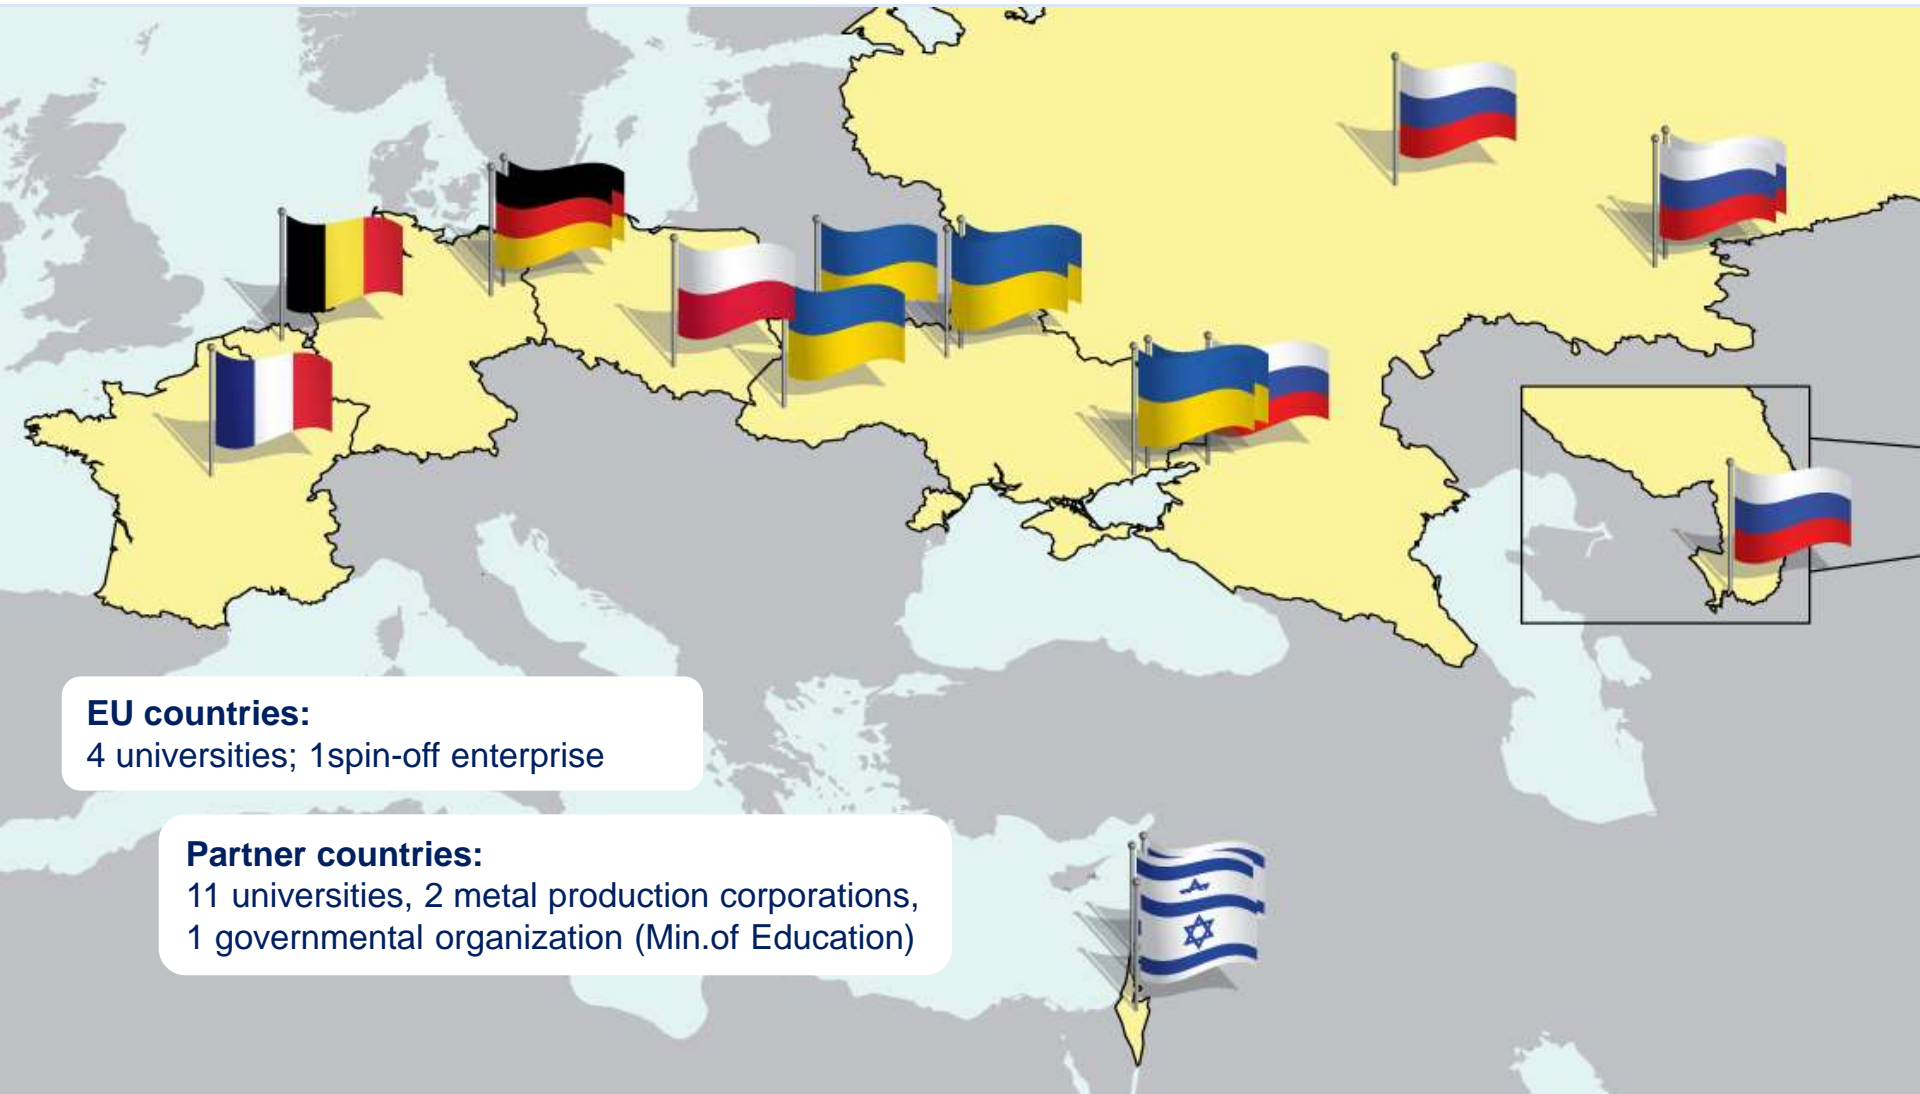 EU countries:
4 universities; 1spin-off enterprise
Partner countries:
11 universities, 2 metal production corporations,
1 governmental organization (Min.of Education)